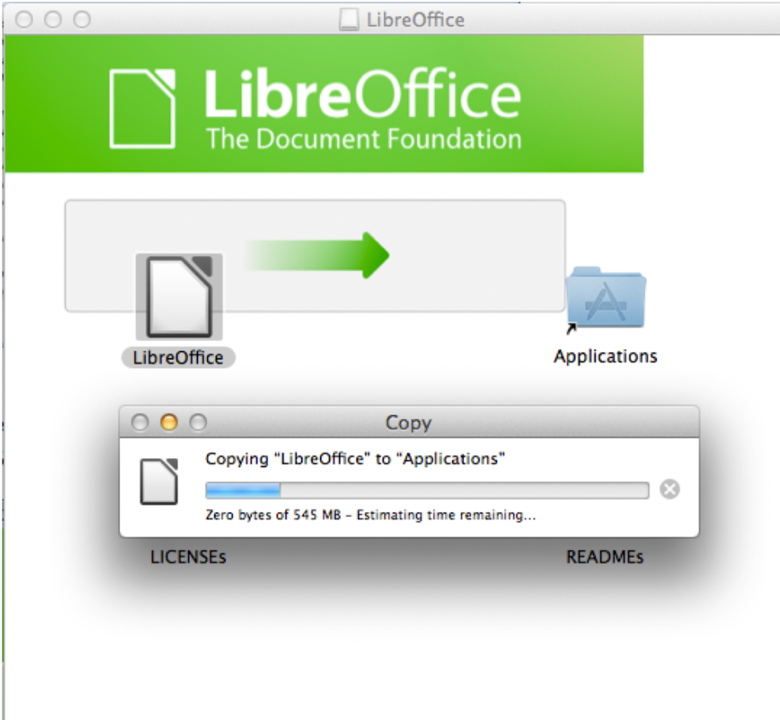 LibreOffice
LibreOffice
The Document Foundation
LibreOffice
Applications
Copy
Copying “LibreOffice” to “Applications”
Zero bytes of 545 MB – Estimating time remaining...
LICENSEs
READMEs